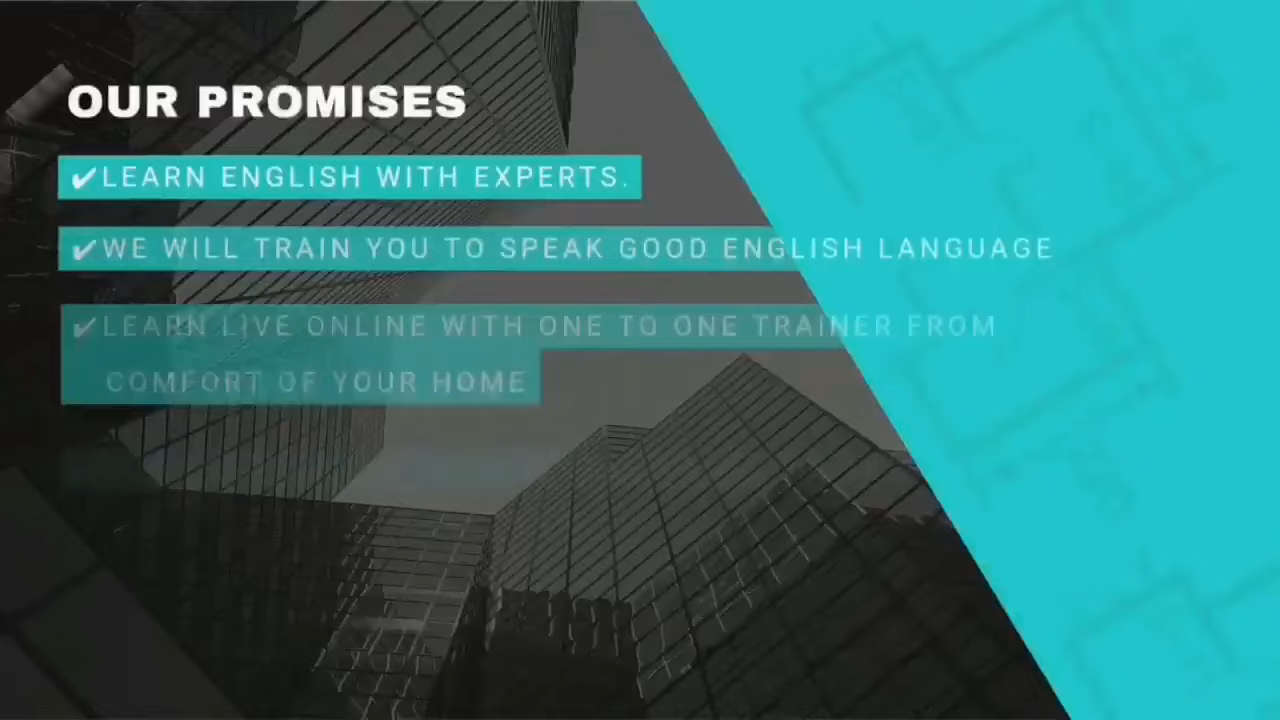 OUR PROMISES
✔LEARN ENGLISH WITH EXPERTS.
✔WE WILL TRAIN YOU TO SPEAK GOOD ENGLISH LANGUAGE
✔LEARN LIVE ONLINE WITH ONE TO ONE TRAINER FROM
COMFORT OF YOUR HOME